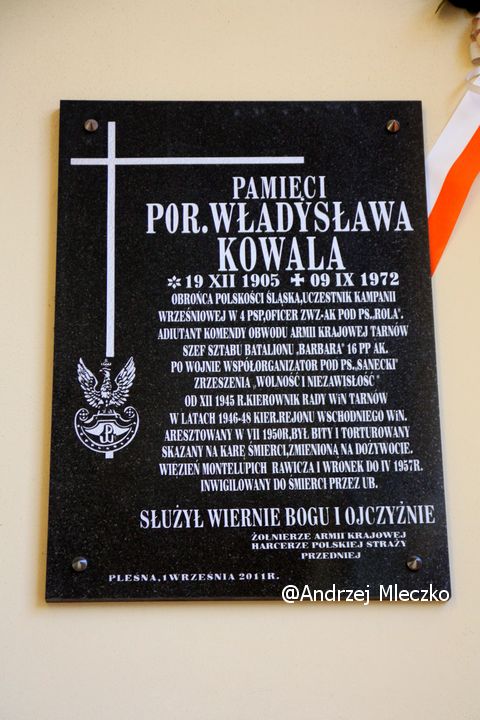 PAMIĘCI
POR.WŁADYSŁAWA
KOWALA
✲ 19 XII 1905 ✚ 09 IX 1972
OBROŃCA POLSKOŚCI ŚLĄSKA,UCZESTNIK KAMPANII
WRZEŚNIOWEJ W 4 PSP,OFICER ZWZ-AK POD PS.„ROLA".
ADIUTANT KOMENDY OBWODU ARMII KRAJOWEJ TARNÓW
SZEF SZTABU BATALIONU „BARBARA" 16 PP AK.
PO WOJNIE WSPÓŁORGANIZATOR POD PS.„SANECKI"
ZRZESZENIA „WOLNOŚĆ I NIEZAWISŁOŚĆ"
OD XII 1945 R.KIEROWNIK RADY WiN TARNÓW
W LATACH 1946-48 KIER.REJONU WSCHODNIEGO WiN.
ARESZTOWANY W VII 1950R,BYŁ BITY I TORTUROWANY
SKAZANY NA KARĘ ŚMIERCI,ZMIENIONĄ NA DOŻYWOCIE.
WIĘZIEŃ MONTELUPICH RAWICZA I WRONEK DO IV 1957R.
INWIGILOWANY DO ŚMIERCI PRZEZ UB.
SŁUŻYŁ WIERNIE BOGU I OJCZYŹNIE
ŻOŁNIERZE ARMII KRAJOWEJ
HARCERZE POLSKIEJ STRAŻY
PRZEDNIEJ
PLEŚNA,1 WRZEŚNIA 2011R.
@Andrzej Mleczko